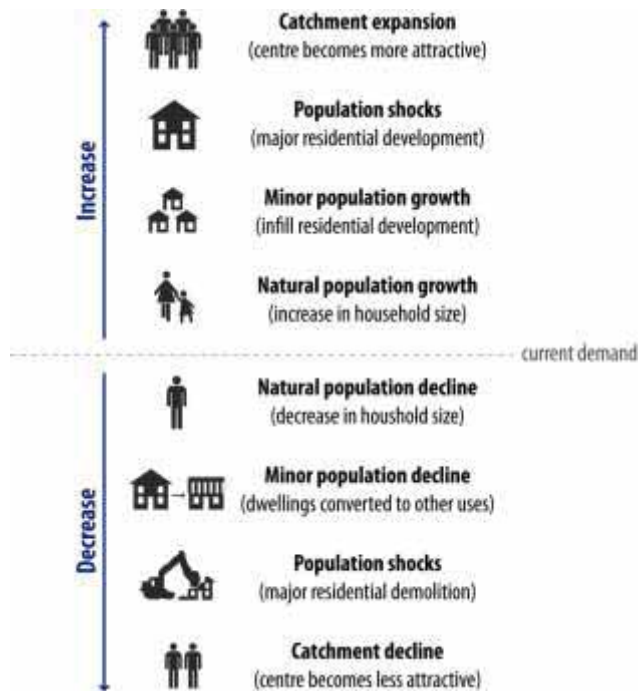 Catchment expansion
(centre becomes more attractive)
Population shocks
(major residential development)
Minor population growth
(infill residential development)
Natural population growth
(increase in household size)
Increase
current demand
Natural population decline
(decrease in houshold size)
Minor population decline
(dwellings converted to other uses)
Population shocks
(major residential demolition)
Catchment decline
(centre becomes less attractive)
Decrease